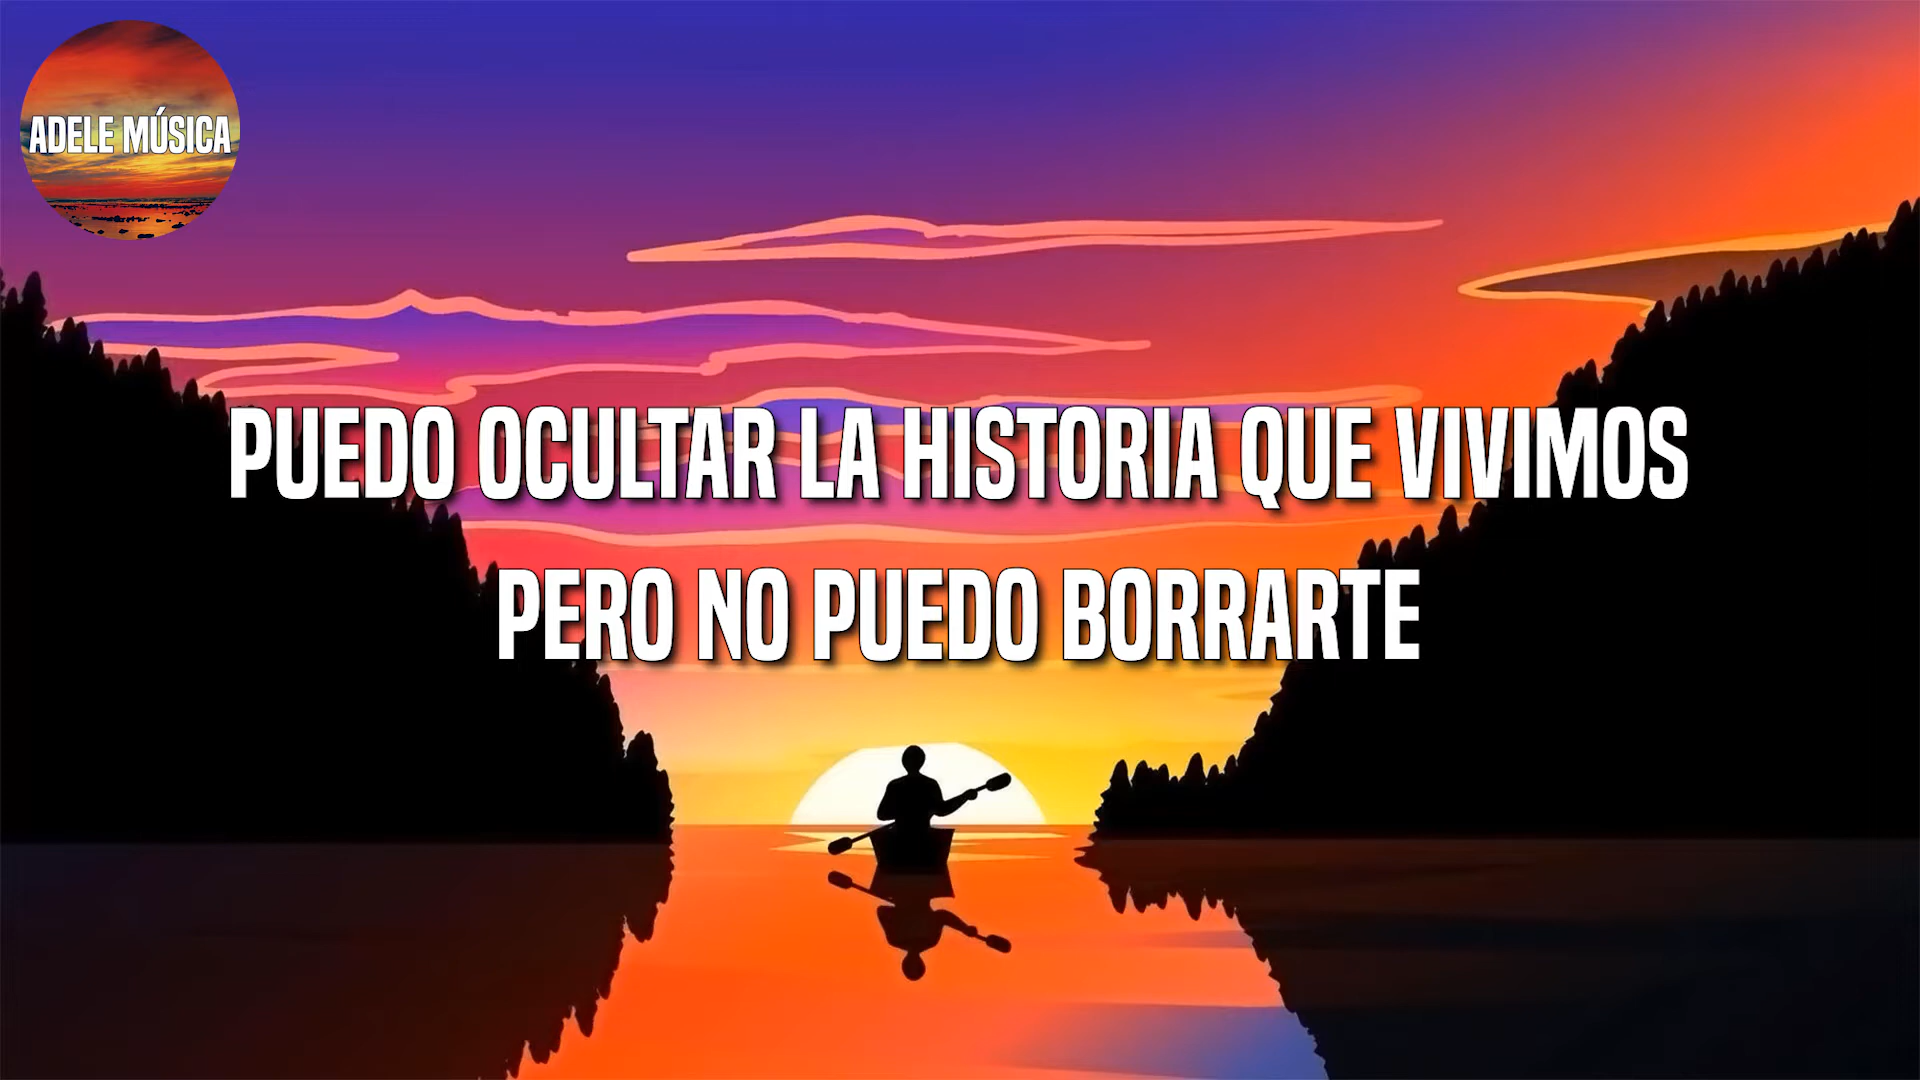 ADELE MÚSICA
PUEDO OCULTAR LA HISTORIA QUE VIVIMOS
PERO NO PUEDO BORRARTE